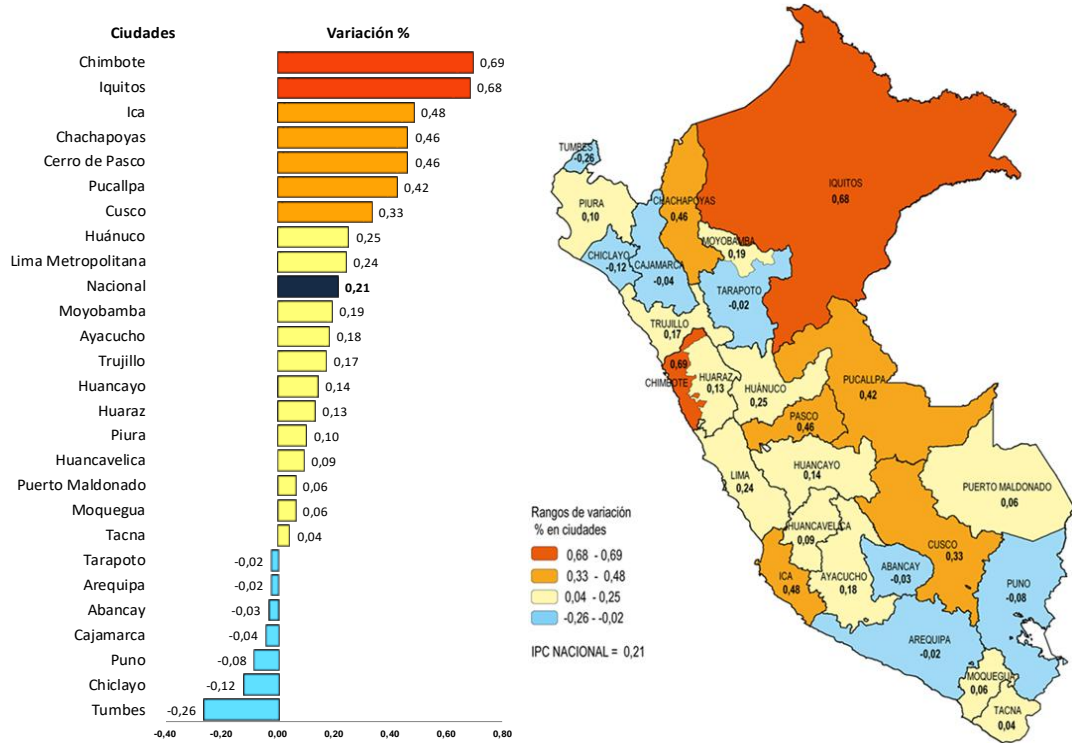 Ciudades Variación %
Chimbote 0,69
Iquitos 0,68
Ica 0,48
Chachapoyas 0,46
Cerro de Pasco 0,46
Pucallpa 0,42
Cusco 0,33
Huánuco 0,25
Lima Metropolitana 0,24
Nacional 0,21
Moyobamba 0,19
Ayacucho 0,18
Trujillo 0,17
Huancayo 0,14
Huaraz 0,13
Piura 0,10
Huancavelica 0,09
Puerto Maldonado 0,06
Moquegua 0,06
Tacna 0,04
Tarapoto -0,02
Arequipa -0,02
Abancay -0,03
Cajamarca -0,04
Puno -0,08
Chiclayo -0,12
Tumbes -0,26
-0,40 -0,20 0,00 0,20 0,40 0,60 0,80
TUMBES
-0,26
PIURA
0,10
CHICLAYO
-0,12
CAJAMARCA
-0,04
CHACHAPOYAS
0,46
IQUITOS
0,68
MOYOBAMBA
0,19
TARAPOTO
-0,02
TRUJILLO
0,17
0,69
CHIMBOTE
HUARAZ
0,13
HUÁNUCO
0,25
PUCALLPA
0,42
PASCO
0,46
LIMA
0,24
HUANCAYO
0,14
PUERTO MALDONADO
0,06
HUANCAVELICA
0,09
CUSCO
0,33
ICA
0,48
AYACUCHO
0,18
ABANCAY
-0,03
PUNO
-0,08
AREQUIPA
-0,02
MOQUEGUA
0,06
TACNA
0,04
Rangos de variación
% en ciudades
0,68 - 0,69
0,33 - 0,48
0,04 - 0,25
-0,26 - -0,02
IPC NACIONAL = 0,21